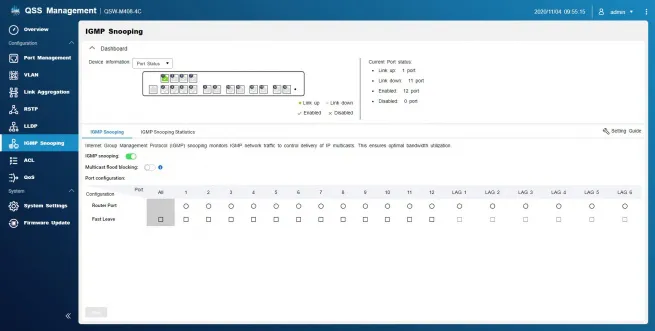 QSS Management | QSW-M408-4C
2020/11/04 09:55:15
admin
Overview
Configuration
Port Management
VLAN
Link Aggregation
RSTP
LLDP
IGMP Snooping
ACL
QoS
System
System Settings
Firmware Update
IGMP Snooping
Dashboard
Device Information: Port Status
Link up Link down
Enabled Disabled
Current Port status
Link up: 1 port
Link down: 11 port
Enabled: 12 port
Disabled: 0 port
IGMP Snooping IGMP Snooping Statistics
Setting Guide
Internet Group Management Protocol (IGMP) snooping monitors IGMP network traffic to control delivery of IP multicasts. This ensures optimal bandwidth utilization.
IGMP snooping:
Multicast flood blocking:
Port configuration:
Port
Configuration
All 1 2 3 4 5 6 7 8 9 10 11 12 LAG 1 LAG 2 LAG 3 LAG 4 LAG 5 LAG 6
Router Port
Fast Leave